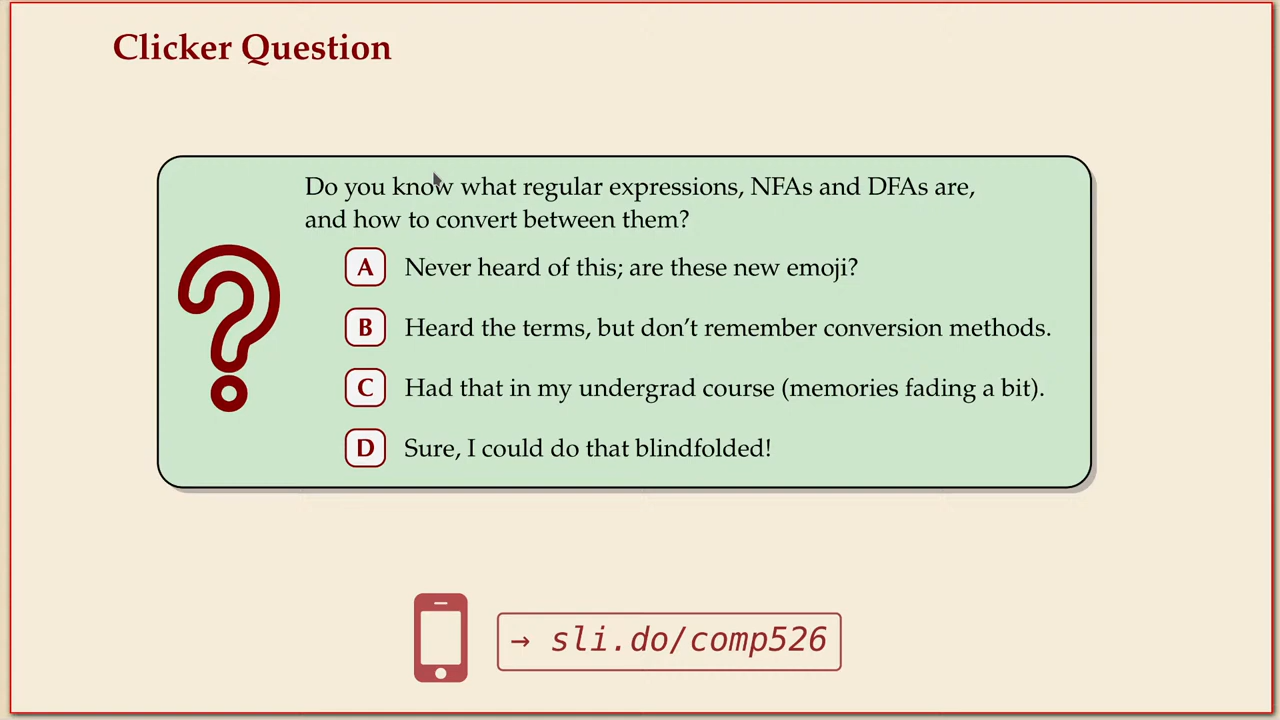 Clicker Question
Do you know what regular expressions, NFAs and DFAs are,
and how to convert between them?
A Never heard of this; are these new emoji?
B Heard the terms, but don’t remember conversion methods.
C Had that in my undergrad course (memories fading a bit).
D Sure, I could do that blindfolded!
→ sli.do/comp526